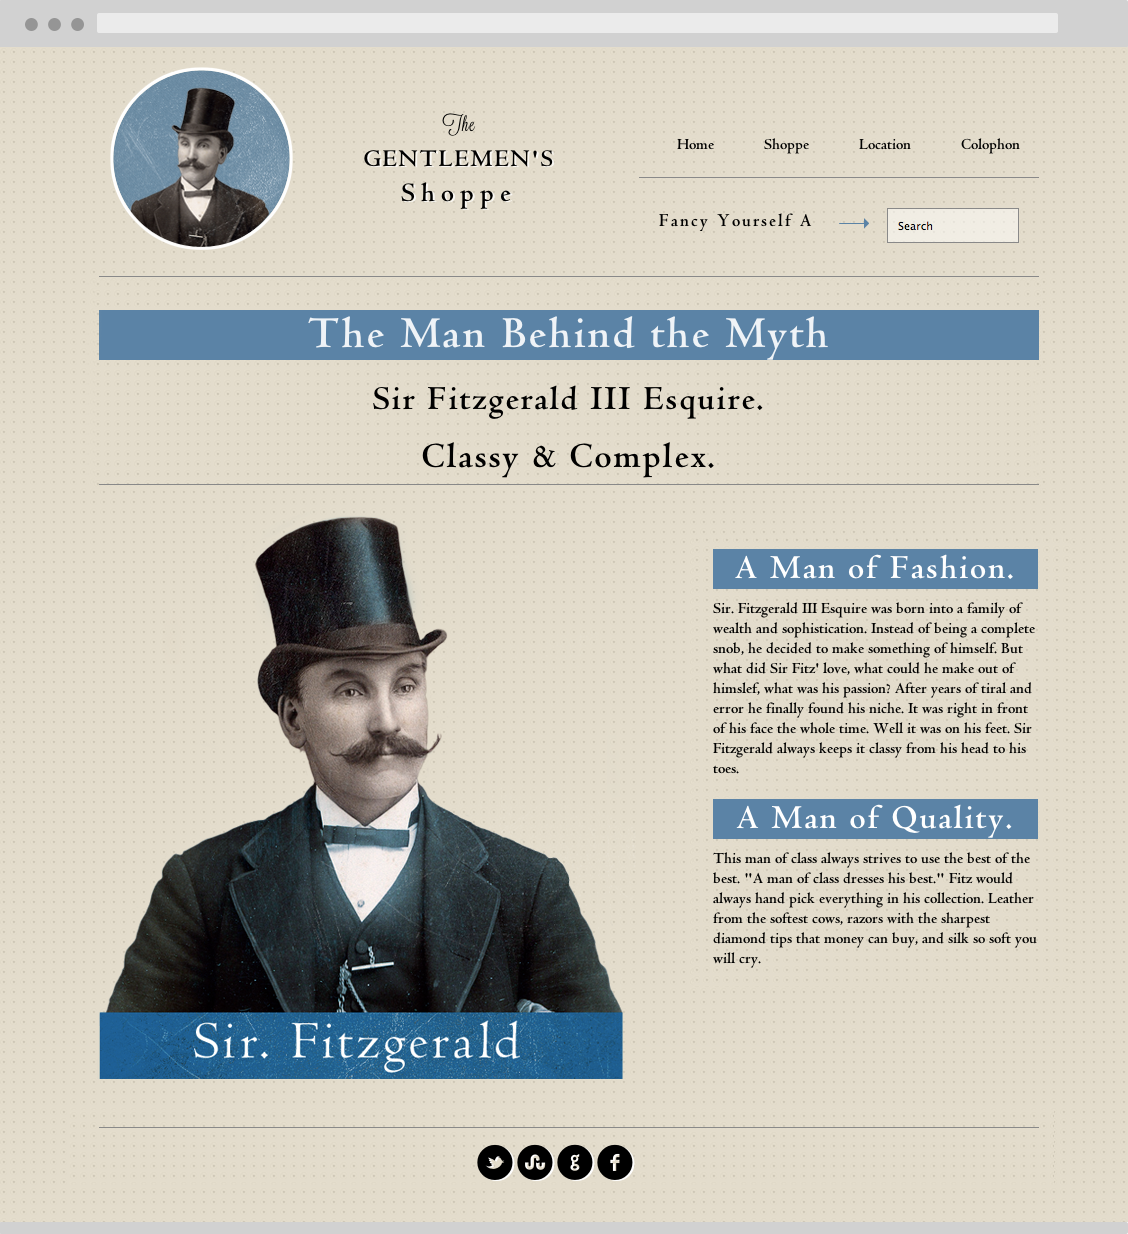 The
GENTLEMEN'S
Shoppe
Home Shoppe Location Colophon
Fancy Yourself A
Search
The Man Behind the Myth
Sir Fitzgerald III Esquire.
Classy & Complex.
A Man of Fashion.
Sir. Fitzgerald III Esquire was born into a family of
wealth and sophistication. Instead of being a complete
snob, he decided to make something of himself. But
what did Sir Fitz' love, what could he make out of
himslef, what was his passion? After years of tiral and
error he finally found his niche. It was right in front
of his face the whole time. Well it was on his feet. Sir
Fitzgerald always keeps it classy from his head to his
toes.
A Man of Quality.
This man of class always strives to use the best of the
best. "A man of class dresses his best." Fitz would
always hand pick everything in his collection. Leather
from the softest cows, razors with the sharpest
diamond tips that money can buy, and silk so soft you
will cry.
Sir. Fitzgerald